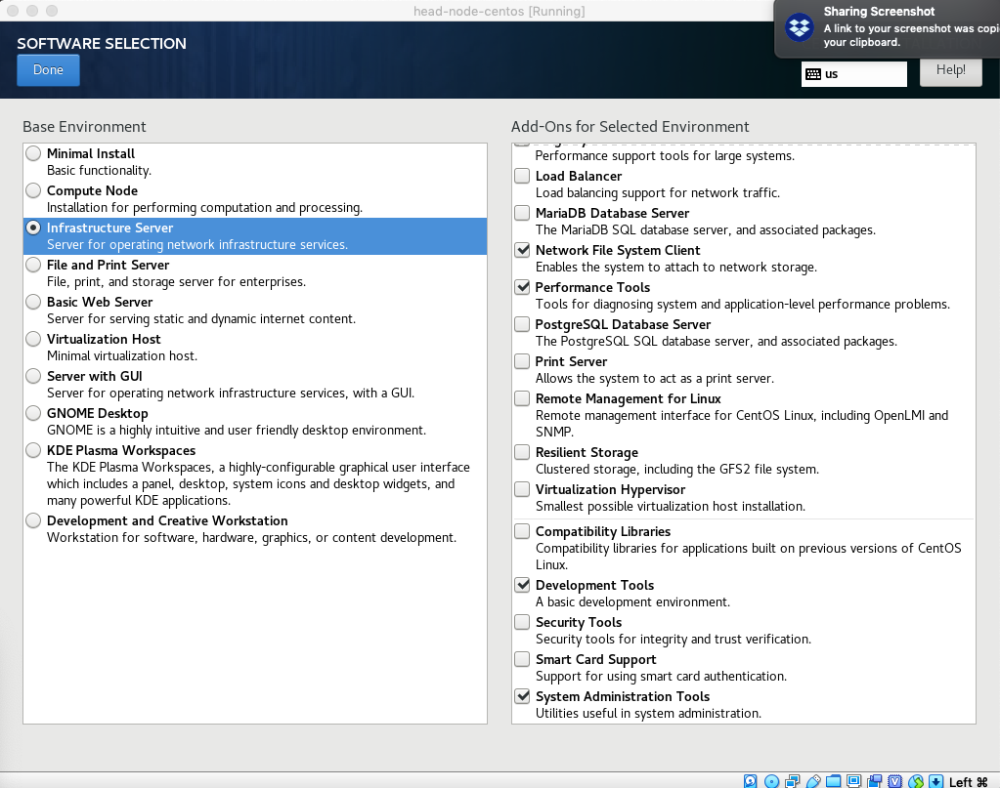 head-node-centos [Running]
Sharing Screenshot
A link to your screenshot was copi
your clipboard.
SOFTWARE SELECTION
Done
us
Help!
Base Environment
Minimal Install
Basic functionality.
Compute Node
Installation for performing computation and processing.
Infrastructure Server
Server for operating network infrastructure services.
File and Print Server
File, print, and storage server for enterprises.
Basic Web Server
Server for serving static and dynamic internet content.
Virtualization Host
Minimal virtualization host.
Server with GUI
Server for operating network infrastructure services, with a GUI.
GNOME Desktop
GNOME is a highly intuitive and user friendly desktop environment.
KDE Plasma Workspaces
The KDE Plasma Workspaces, a highly-configurable graphical user interface
which includes a panel, desktop, system icons and desktop widgets, and
many powerful KDE applications.
Development and Creative Workstation
Workstation for software, hardware, graphics, or content development.
Add-Ons for Selected Environment
Performance support tools for large systems.
Load Balancer
Load balancing support for network traffic.
MariaDB Database Server
The MariaDB SQL database server, and associated packages.
Network File System Client
Enables the system to attach to network storage.
Performance Tools
Tools for diagnosing system and application-level performance problems.
PostgreSQL Database Server
The PostgreSQL SQL database server, and associated packages.
Print Server
Allows the system to act as a print server.
Remote Management for Linux
Remote management interface for CentOS Linux, including OpenLMI and
SNMP.
Resilient Storage
Clustered storage, including the GFS2 file system.
Virtualization Hypervisor
Smallest possible virtualization host installation.
Compatibility Libraries
Compatibility libraries for applications built on previous versions of CentOS
Linux.
Development Tools
A basic development environment.
Security Tools
Security tools for integrity and trust verification.
Smart Card Support
Support for using smart card authentication.
System Administration Tools
Utilities useful in system administration.
Left ⌘